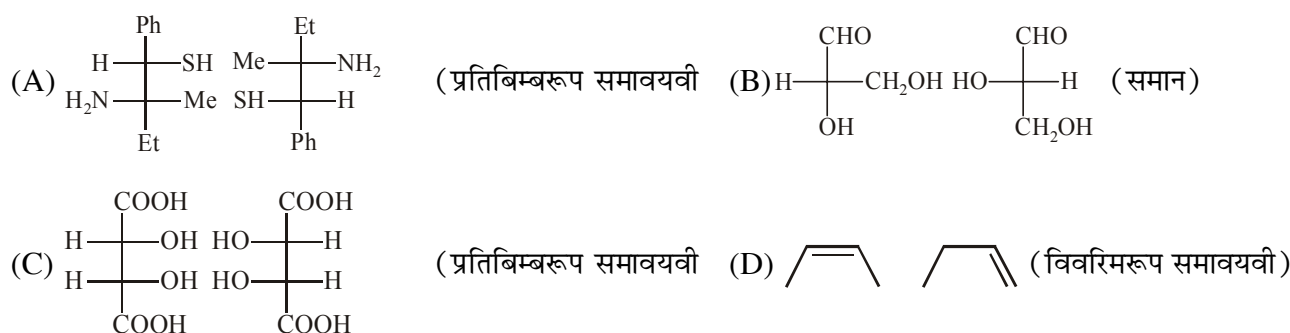 (A) Ph H SH H₂N Me Et Et Me NH₂ SH H Ph (प्रतिबिम्बरूप समावयवी
(B) CHO H CH₂OH OH CHO HO H CH₂OH (समान)
(C) COOH H OH H OH COOH COOH HO H HO H COOH (प्रतिबिम्बरूप समावयवी
(D) (विवरिमरूप समावयवी)